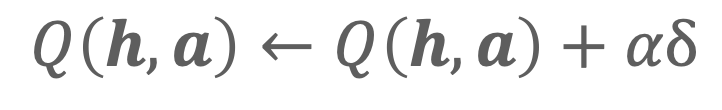 Q(h, a) ← Q(h, a) + αδ